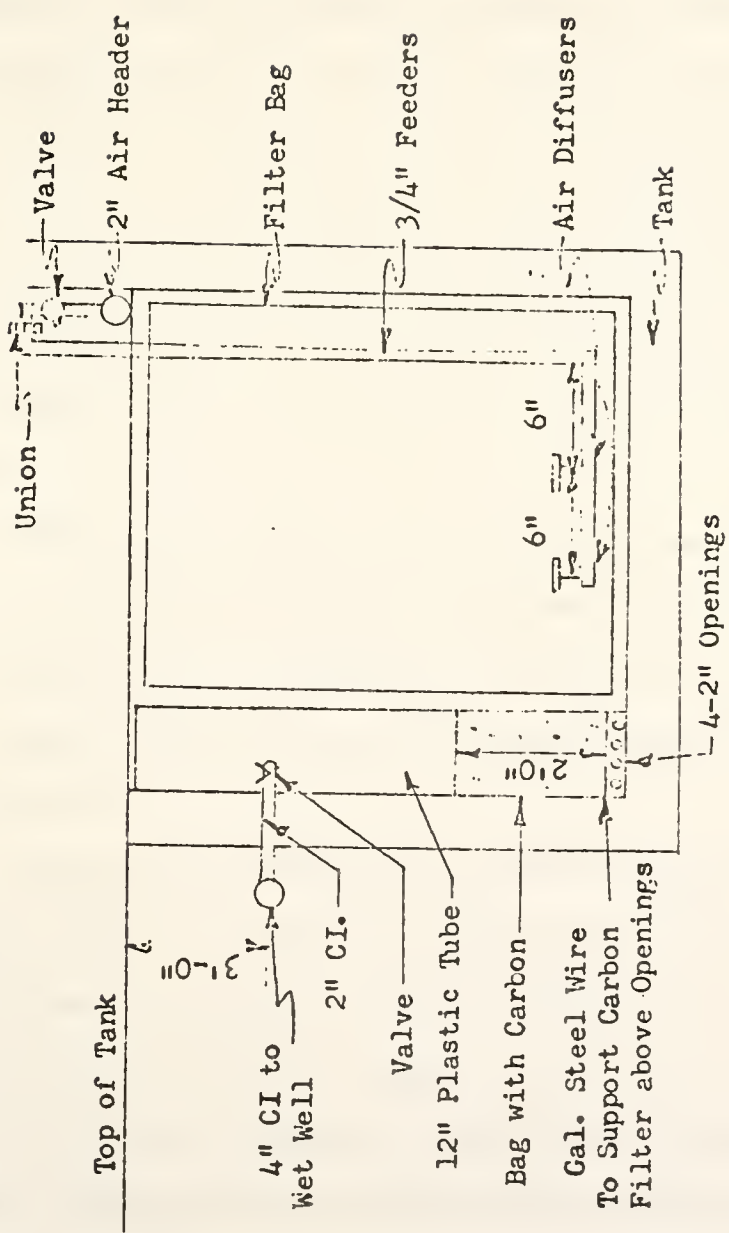 Top of Tank
Union
Valve
2" Air Header
Filter Bag
3/4" Feeders
Air Diffusers
Tank
3'-0"
4" CI to
Wet Well
2" CI.
Valve
12" Plastic Tube
Bag with Carbon
Gal. Steel Wire
To Support Carbon
Filter above Openings
2'0"
6"
6"
4-2" Openings